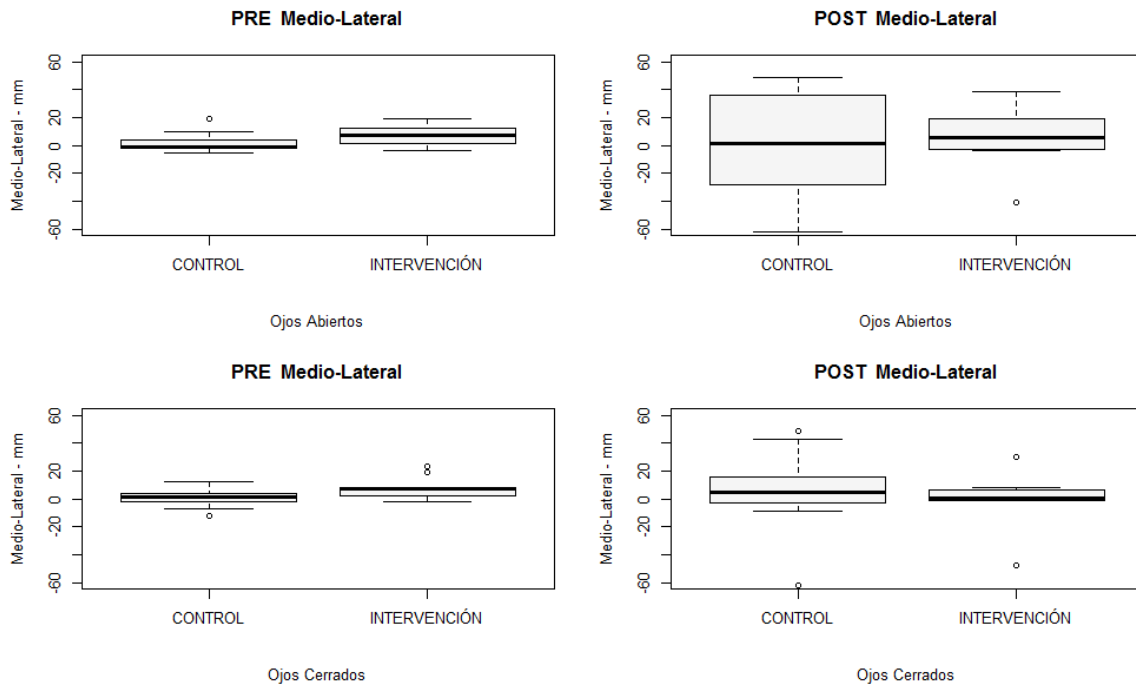 PRE Medio-Lateral
Medio-Lateral - mm
60
20
0
-20
-60
CONTROL
INTERVENCIÓN
Ojos Abiertos
POST Medio-Lateral
Medio-Lateral - mm
60
20
0
-20
-60
CONTROL
INTERVENCIÓN
Ojos Abiertos
PRE Medio-Lateral
Medio-Lateral - mm
60
20
0
-20
-60
CONTROL
INTERVENCIÓN
Ojos Cerrados
POST Medio-Lateral
Medio-Lateral - mm
60
20
0
-20
-60
CONTROL
INTERVENCIÓN
Ojos Cerrados